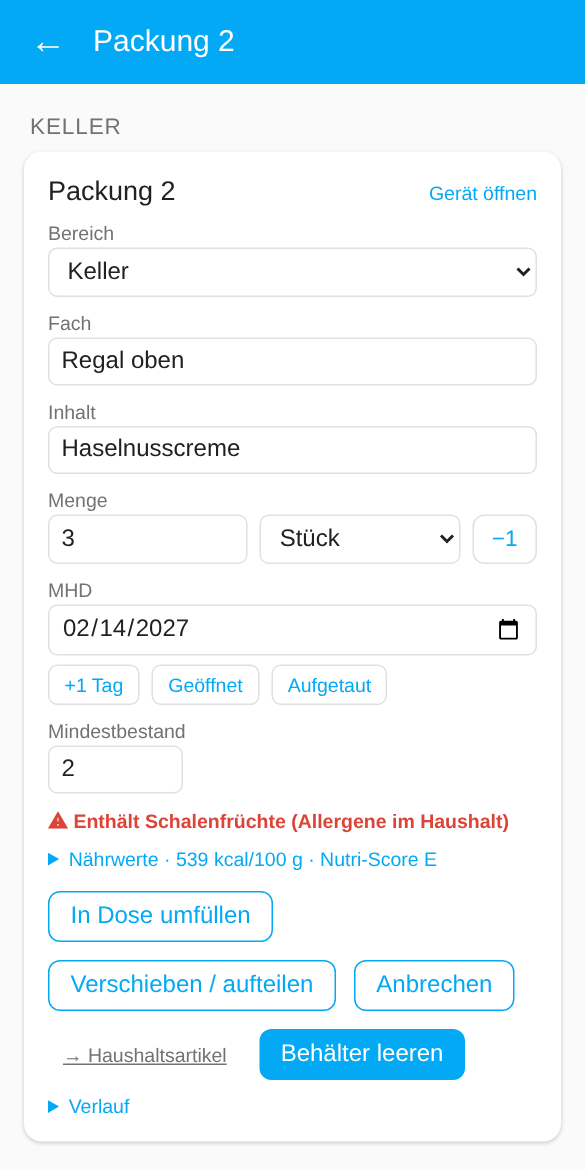 ← Packung 2
KELLER
Packung 2 Gerät öffnen
Bereich
Keller
Fach
Regal oben
Inhalt
Haselnusscreme
Menge
3 Stück −1
MHD
02/14/2027
+1 Tag Geöffnet Aufgetaut
Mindestbestand
2
Enthält Schalenfrüchte (Allergene im Haushalt)
Nährwerte · 539 kcal/100 g · Nutri-Score E
In Dose umfüllen
Verschieben / aufteilen Anbrechen
→ Haushaltsartikel Behälter leeren
Verlauf